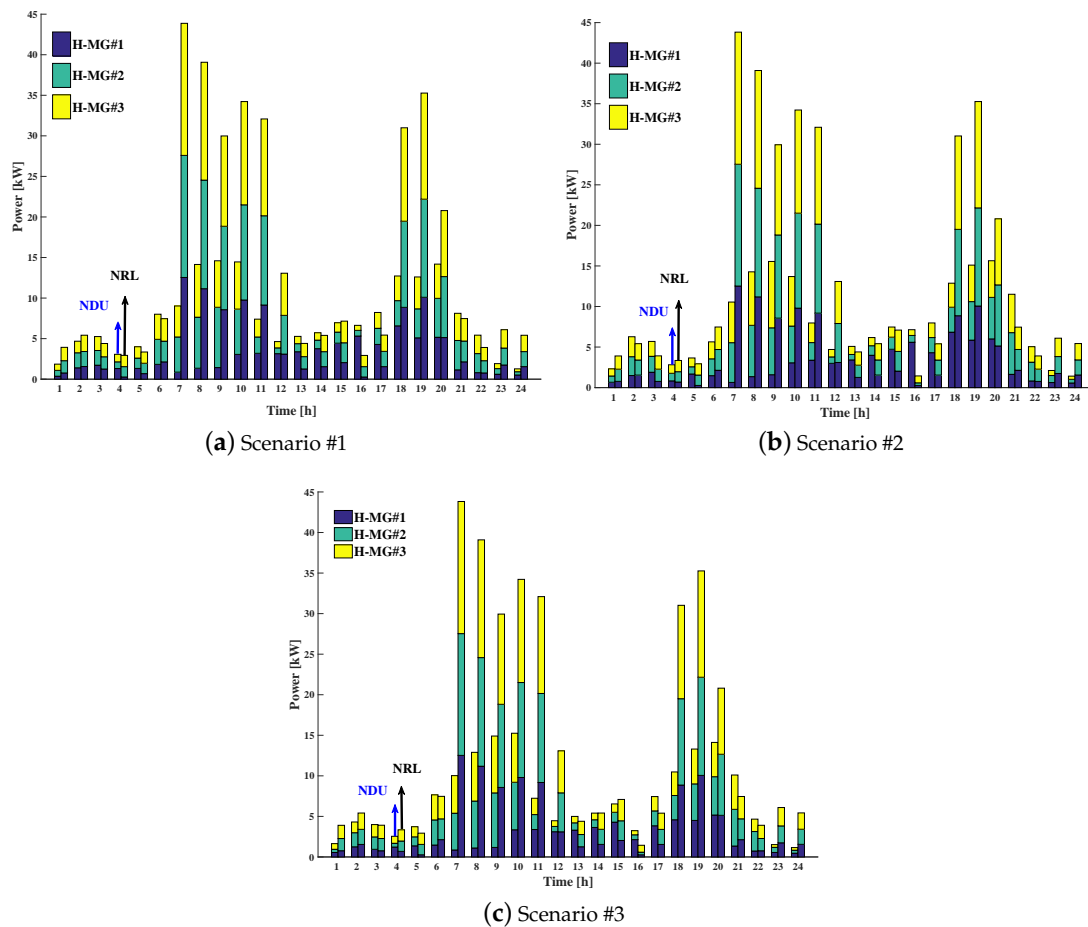 45
40
35
30
25
20
15
10
5
0
Power [kW]
H-MG#1
H-MG#2
H-MG#3
NRL
NDU
1 2 3 4 5 6 7 8 9 10 11 12 13 14 15 16 17 18 19 20 21 22 23 24
Time [h]
(a) Scenario #1
45
40
35
30
25
20
15
10
5
0
Power [kW]
H-MG#1
H-MG#2
H-MG#3
NRL
NDU
1 2 3 4 5 6 7 8 9 10 11 12 13 14 15 16 17 18 19 20 21 22 23 24
Time [h]
(b) Scenario #2
45
40
35
30
25
20
15
10
5
0
Power [kW]
H-MG#1
H-MG#2
H-MG#3
NRL
NDU
1 2 3 4 5 6 7 8 9 10 11 12 13 14 15 16 17 18 19 20 21 22 23 24
Time [h]
(c) Scenario #3